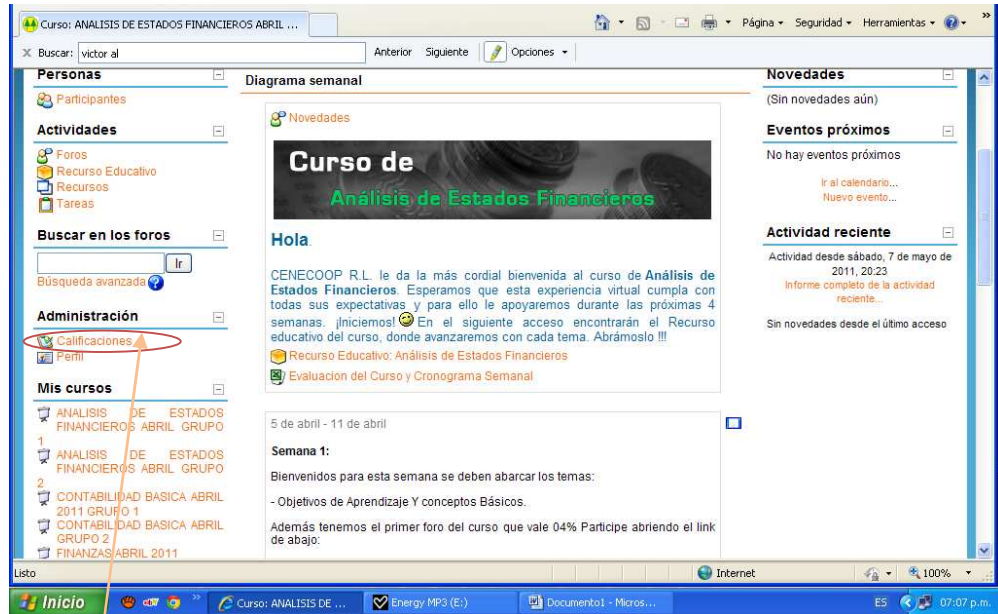 Curso: ANALISIS DE ESTADOS FINANCIEROS ABRIL ...
Página
Seguridad
Herramientas
»
X Buscar: victor al
Anterior
Siguiente
Opciones
Personas
Participantes
Actividades
Foros
Recurso Educativo
Recursos
Tareas
Buscar en los foros
Ir
Búsqueda avanzada
Administración
Calificaciones
Perfil
Mis cursos
ANALISIS DE ESTADOS
FINANCIEROS ABRIL GRUPO
1
ANALISIS DE ESTADOS
FINANCIEROS ABRIL GRUPO
2
CONTABILIDAD BASICA ABRIL
2011 GRUPO 1
CONTABILIDAD BASICA ABRIL
GRUPO 2
FINANZAS ABRIL 2011
Diagrama semanal
Novedades
Curso de
Análisis de Estados Financieros
Hola.
CENECOOP R.L. le da la más cordial bienvenida al curso de Análisis de
Estados Financieros. Esperamos que esta experiencia virtual cumpla con
todas sus expectativas y para ello le apoyaremos durante las próximas 4
semanas. ¡Iniciemos! En el siguiente acceso encontrarán el Recurso
educativo del curso, donde avanzaremos con cada tema. Abrámoslo !!!
Recurso Educativo: Análisis de Estados Financieros
Evaluacion del Curso y Cronograma Semanal
5 de abril - 11 de abril
Semana 1:
Bienvenidos para esta semana se deben abarcar los temas:
- Objetivos de Aprendizaje Y conceptos Básicos.
Además tenemos el primer foro del curso que vale 04% Participe abriendo el link
de abajo:
Novedades
(Sin novedades aún)
Eventos próximos
No hay eventos próximos
Ir al calendario...
Nuevo evento...
Actividad reciente
Actividad desde sábado, 7 de mayo de
2011, 20:23
Informe completo de la actividad
reciente...
Sin novedades desde el último acceso
Listo
Internet
100%
Inicio
»
Curso: ANALISIS DE ...
Energy MP3 (E:)
Documento1 - Micros...
ES
07:07 p.m.